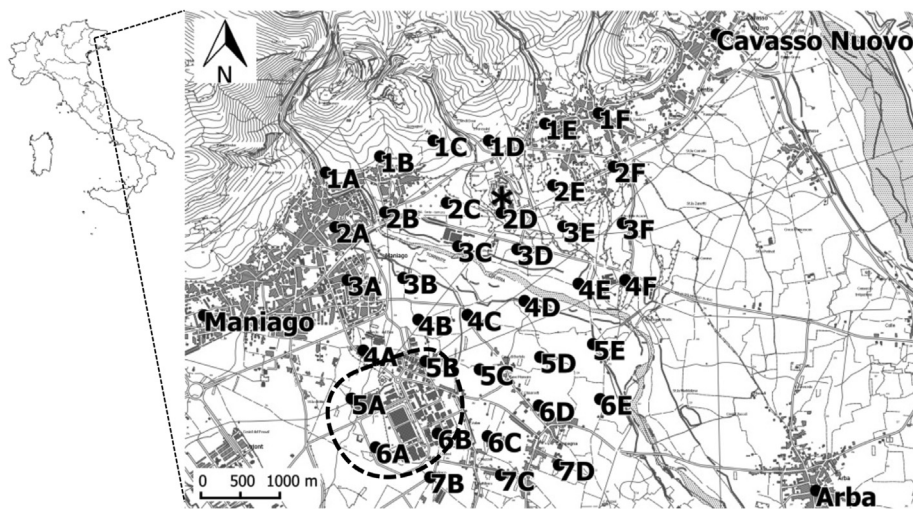 Cavasso Nuovo
N
1E
1F
1C
1D
1B
1A
2F
2E
2C
2D
2B
2A
3E
3F
3C
3D
3A
3B
4E
4F
4D
Maniago
4B
4C
4A
5B
5D
5E
5C
5A
6D
6E
6B
6C
6A
7D
7B
7C
0 500 1000 m
Arba